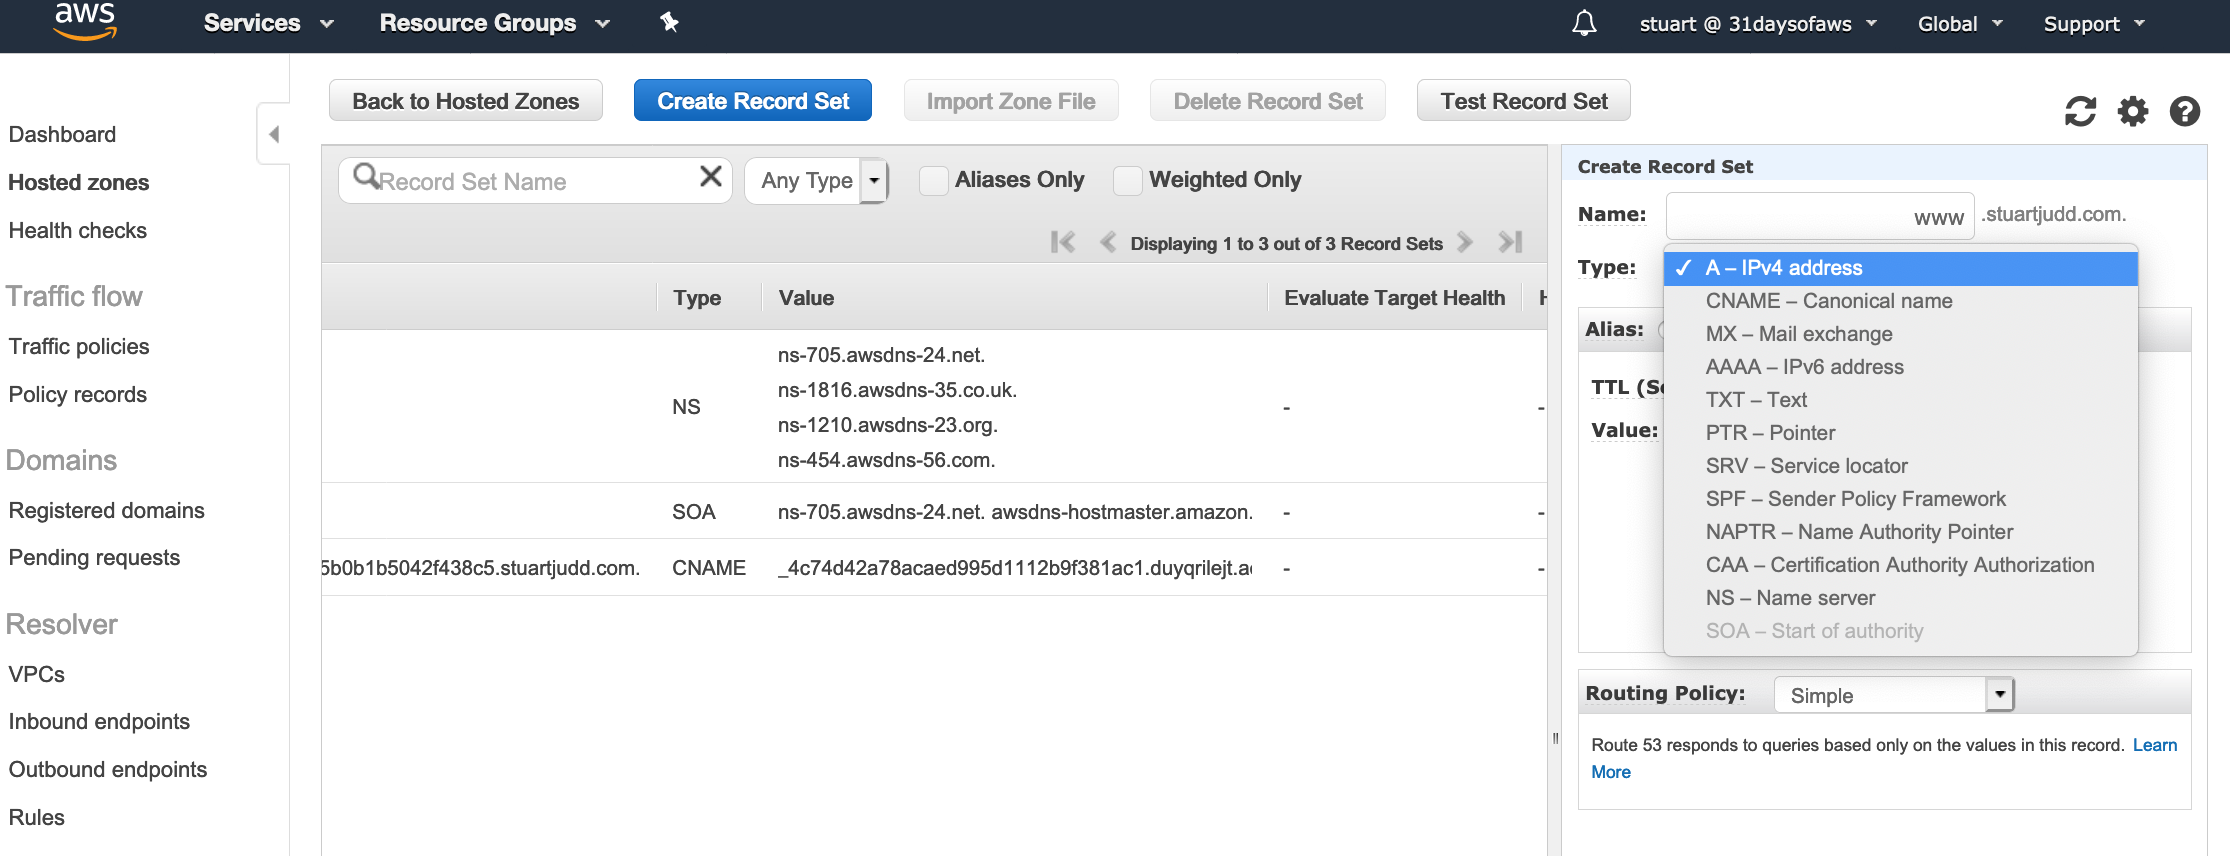 aws
Services
Resource Groups
stuart @ 31daysofaws
Global
Support
Dashboard
Hosted zones
Health checks
Traffic flow
Traffic policies
Policy records
Domains
Registered domains
Pending requests
Resolver
VPCs
Inbound endpoints
Outbound endpoints
Rules
Back to Hosted Zones
Create Record Set
Import Zone File
Delete Record Set
Test Record Set
Record Set Name
Any Type
Aliases Only
Weighted Only
Displaying 1 to 3 out of 3 Record Sets
Type Value Evaluate Target Health H
NS
ns-705.awsdns-24.net.
ns-1816.awsdns-35.co.uk.
ns-1210.awsdns-23.org.
ns-454.awsdns-56.com.
- -
SOA ns-705.awsdns-24.net. awsdns-hostmaster.amazon. - -
5b0b1b5042f438c5.stuartjudd.com. CNAME _4c74d42a78acaed995d1112b9f381ac1.duyqrilejt.ac - -
Create Record Set
Name: www .stuartjudd.com.
Type:
✓ A – IPv4 address
CNAME – Canonical name
MX – Mail exchange
AAAA – IPv6 address
TXT – Text
PTR – Pointer
SRV – Service locator
SPF – Sender Policy Framework
NAPTR – Name Authority Pointer
CAA – Certification Authority Authorization
NS – Name server
SOA – Start of authority
Alias:
TTL (Se
Value:
Routing Policy: Simple
Route 53 responds to queries based only on the values in this record. Learn
More